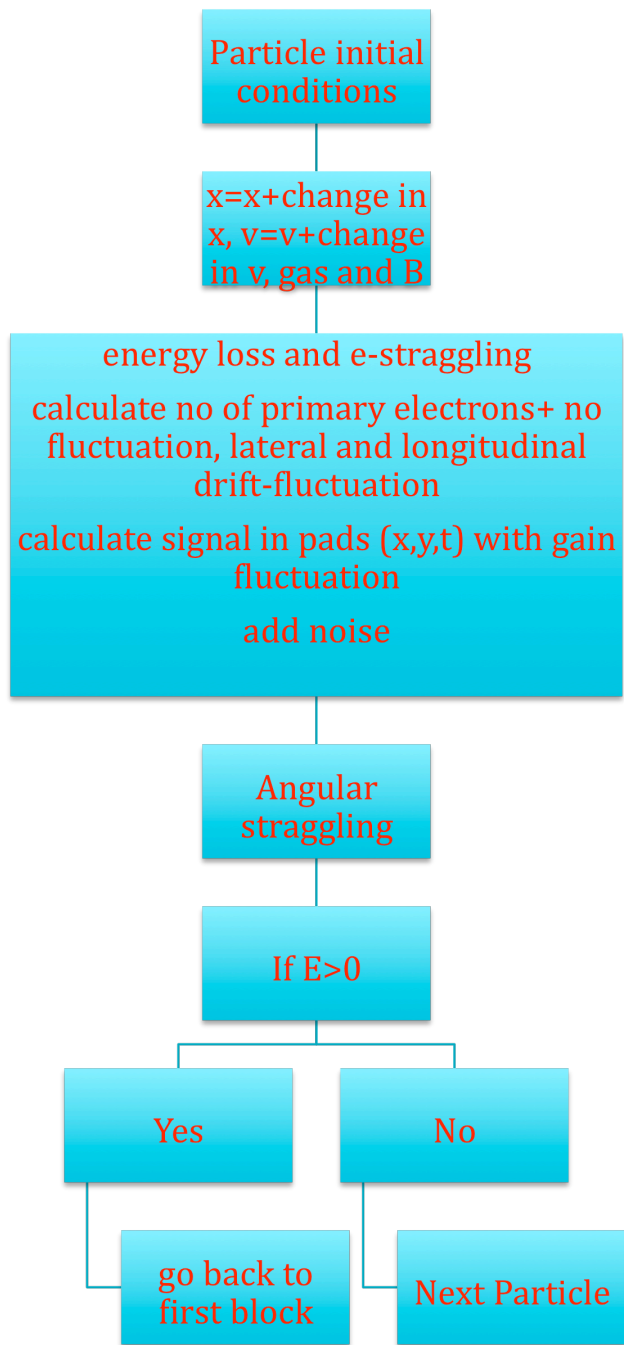 Particle initial
conditions
x=x+change in
x, v=v+change
in v, gas and B
energy loss and e-straggling
calculate no of primary electrons+ no
fluctuation, lateral and longitudinal
drift-fluctuation
calculate signal in pads (x,y,t) with gain
fluctuation
add noise
Angular
straggling
If E>0
Yes
No
go back to
first block
Next Particle